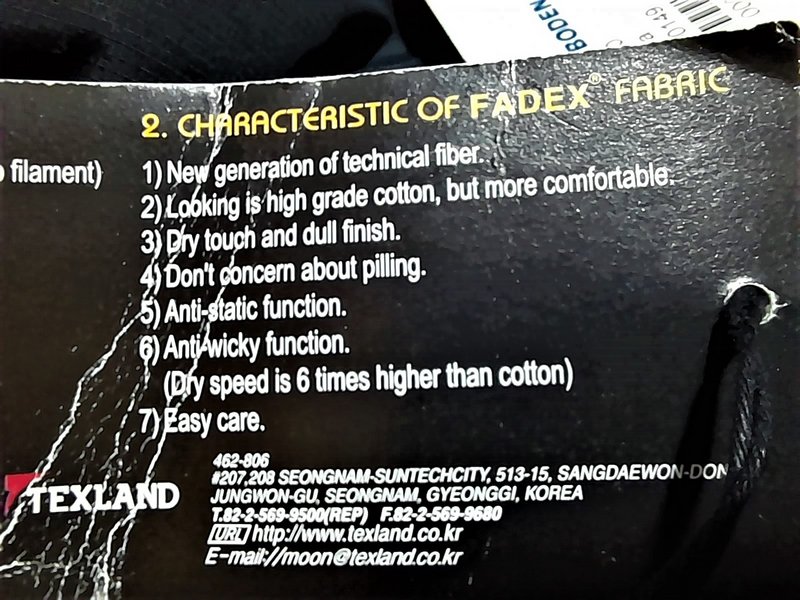 BODEN
0149
2. CHARACTERISTIC OF FADEX® FABRIC
filament)
1) New generation of technical fiber.
2) Looking is high grade cotton, but more comfortable.
3) Dry touch and dull finish.
4) Don't concern about pilling.
5) Anti-static function.
6) Anti-wicky function.
(Dry speed is 6 times higher than cotton)
7) Easy care.
TEXLAND
462-806
#207,208 SEONGNAM-SUNTECHCITY, 513-15, SANGDAEWON-DON
JUNGWON-GU, SEONGNAM, GYEONGGI, KOREA
T.82-2-569-9500(REP) F.82-2-569-9680
[URL] http://www.texland.co.kr
E-mail://moon@texland.co.kr